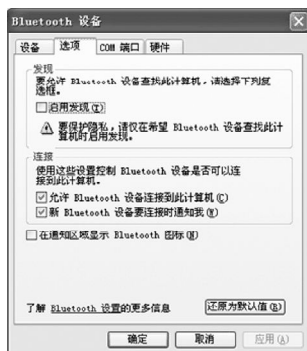 Bluetooth 设备
设备 选项 COM 端口 硬件
发现
要允许 Bluetooth 设备查找此计算机，请选择下列复
选框。
启用发现(T)
要保护隐私，请仅在希望 Bluetooth 设备查找此计
算机时启用发现。
连接
使用这些设置控制 Bluetooth 设备是否可以连
接到此计算机。
允许 Bluetooth 设备连接到此计算机(C)
新 Bluetooth 设备要连接时通知我(W)
在通知区域显示 Bluetooth 图标(N)
了解 Bluetooth 设置的更多信息
还原为默认值(R)
确定 取消 应用(A)